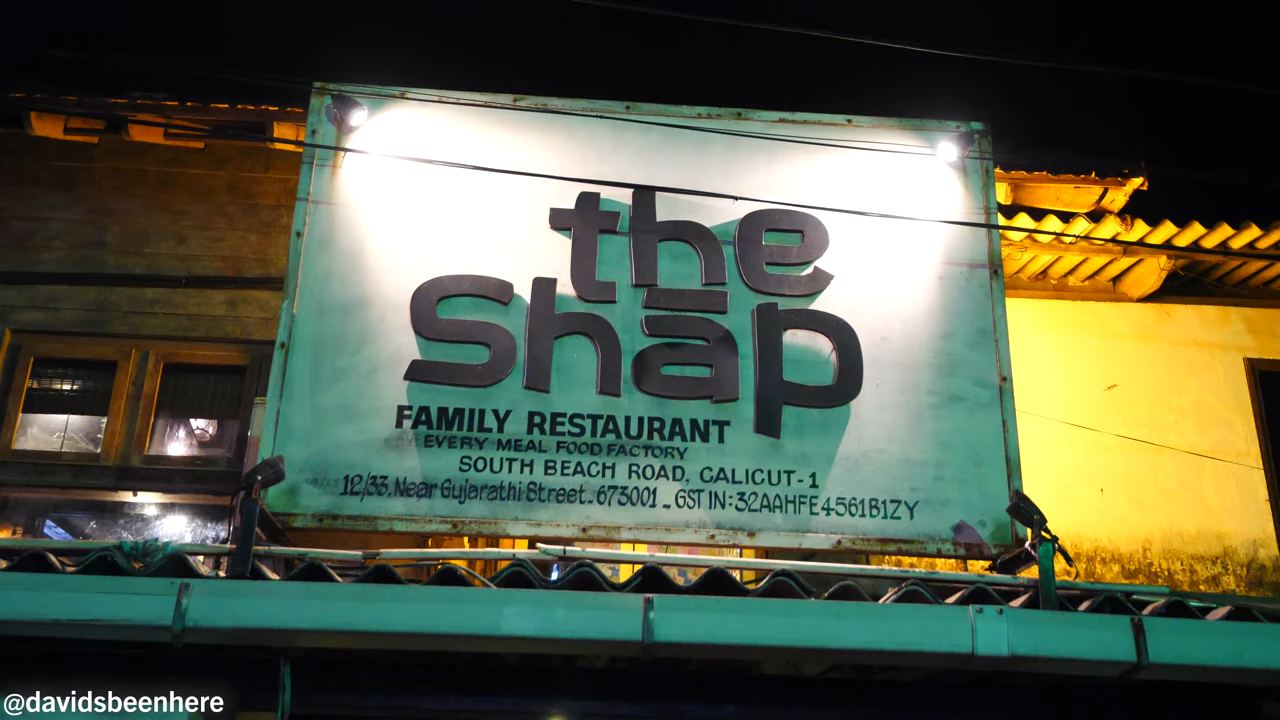 the
Shap
FAMILY RESTAURANT
EVERY MEAL FOOD FACTORY
SOUTH BEACH ROAD, CALICUT-1
12/33. Near Gujarathi Street. 673001 - GST IN: 32AAHFE4561B1ZY
@davidsbeenhere